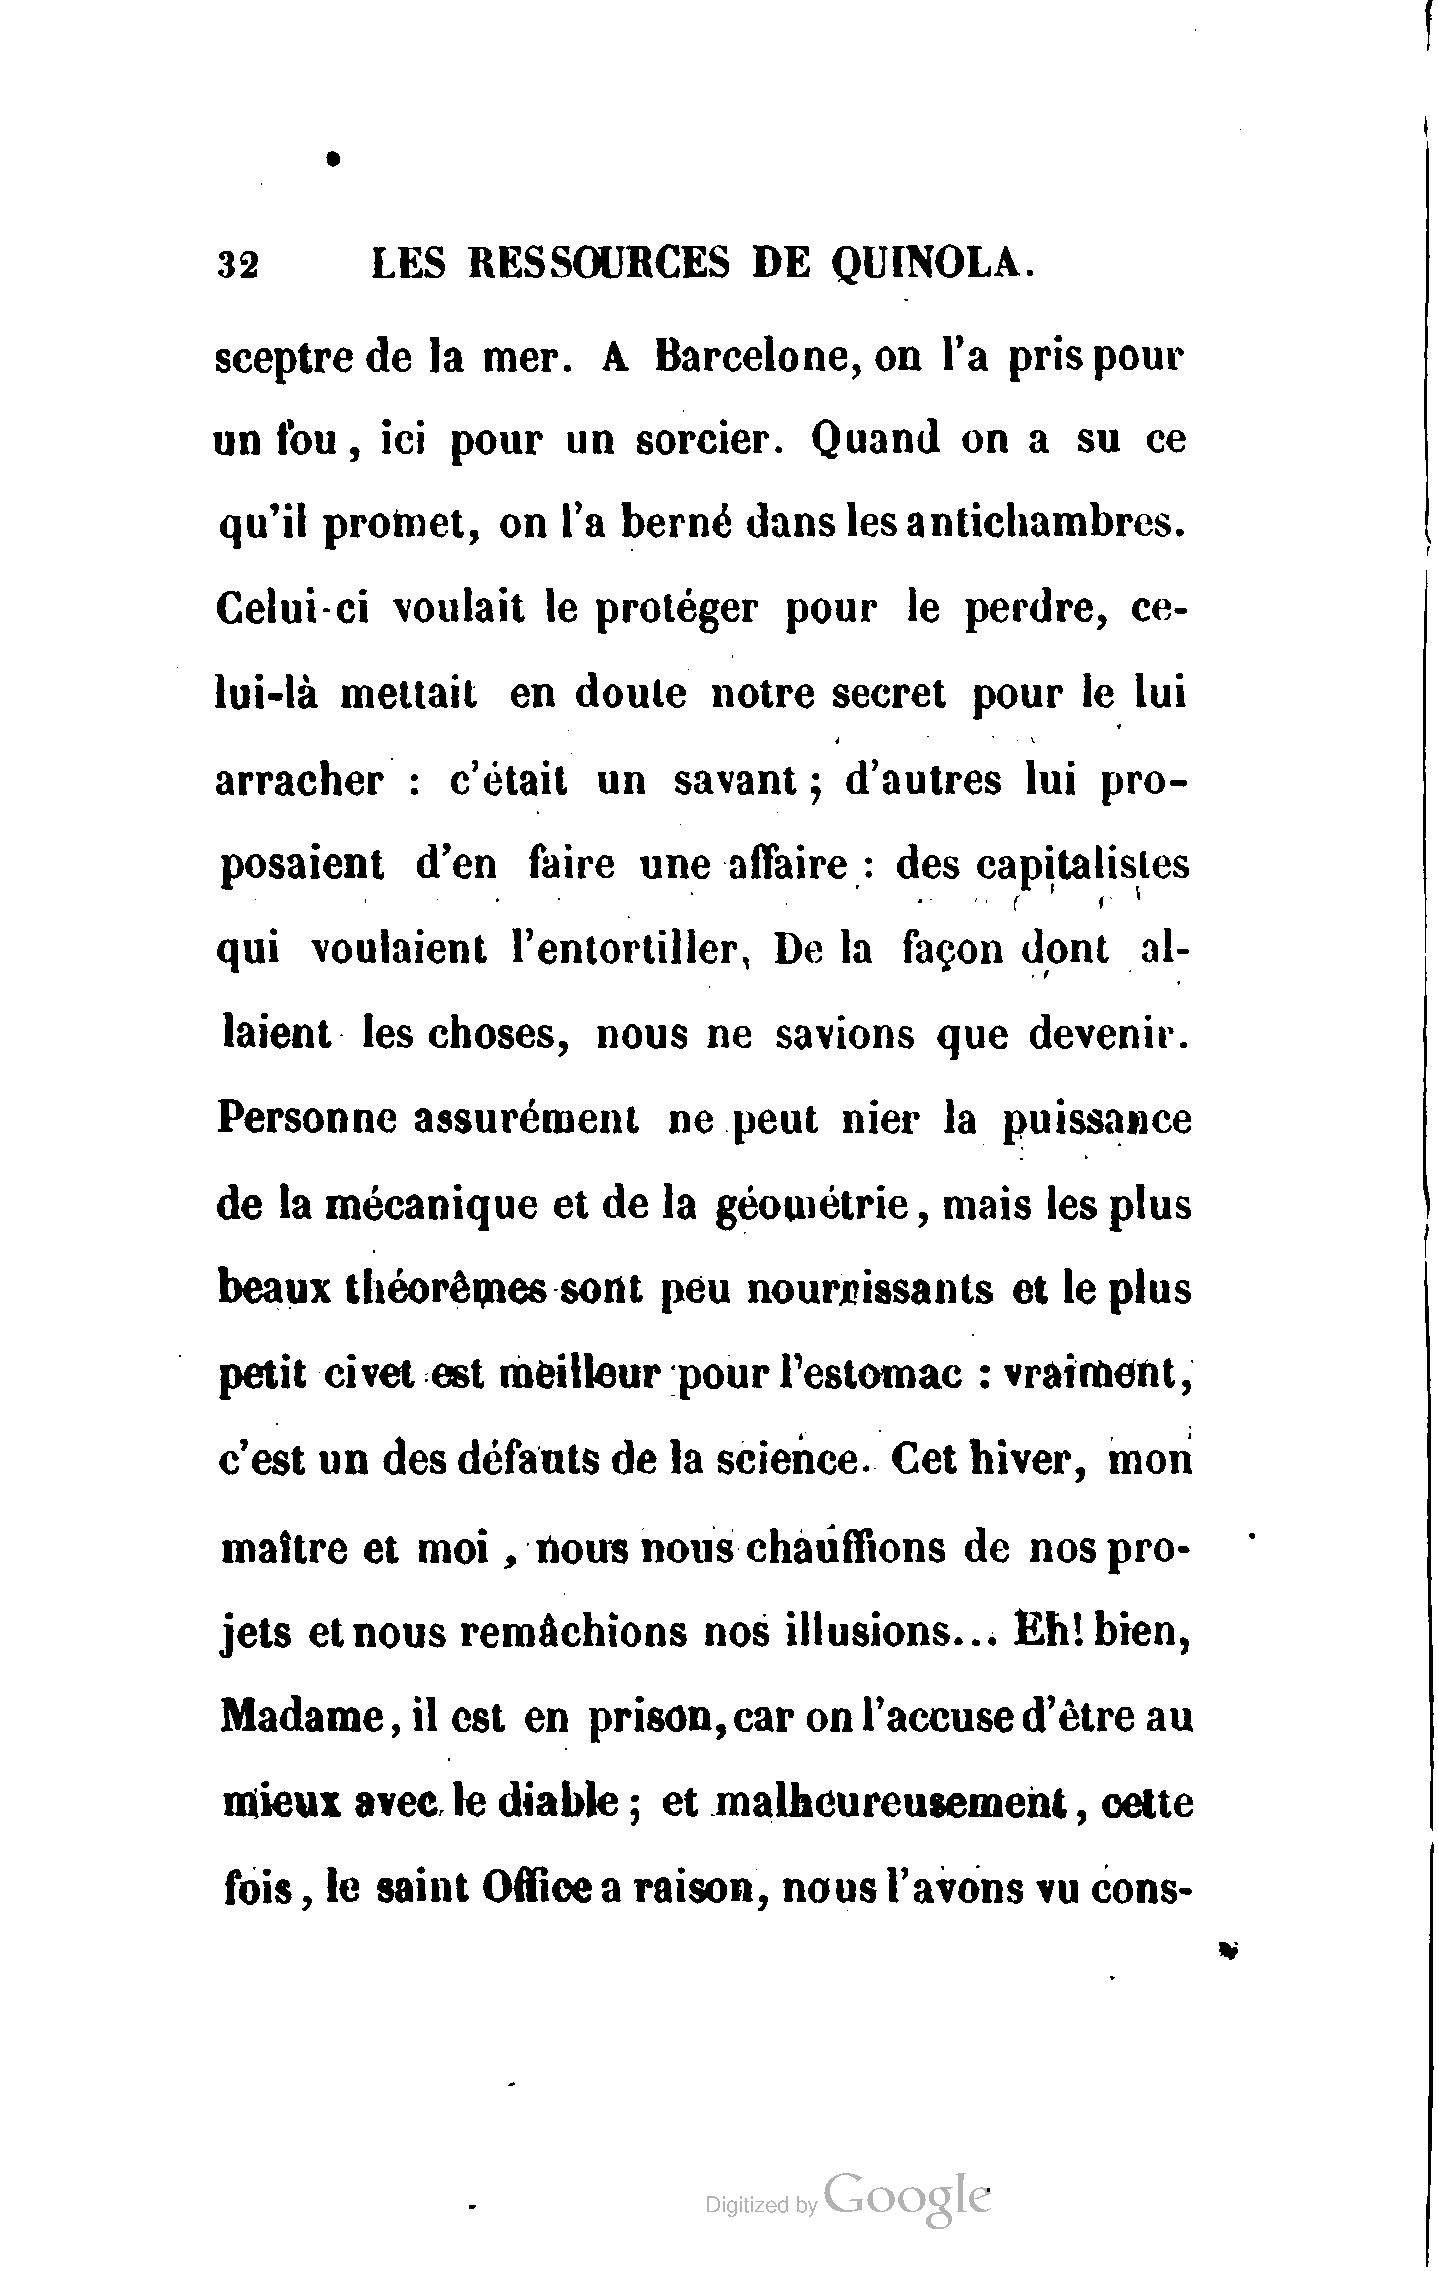 32 LES RESSOURCES DE QUINOLA.
sceptre de la mer. A Barcelone, on l'a pris pour
un fou, ici pour un sorcier. Quand on a su ce
qu'il promet, on l'a berné dans les antichambres.
Celui-ci voulait le protéger pour le perdre, ce-
lui-là mettait en doute notre secret pour le lui
arracher : c'était un savant ; d'autres lui pro-
posaient d'en faire une affaire : des capitalistes
qui voulaient l'entortiller, De la façon dont al-
laient les choses, nous ne savions que devenir.
Personne assurément ne peut nier la puissance
de la mécanique et de la géométrie, mais les plus
beaux théorêmes sont peu nourrissants et le plus
petit civet est meilleur pour l'estomac : vraiment,
c'est un des défauts de la science. Cet hiver, mon
maître et moi, nous nous chauffions de nos pro-
jets et nous remâchions nos illusions... Eh! bien,
Madame, il est en prison, car on l'accuse d'être au
mieux avec le diable ; et malheureusement, cette
fois, le saint Office a raison, nous l'avons vu cons-
Digitized by Google